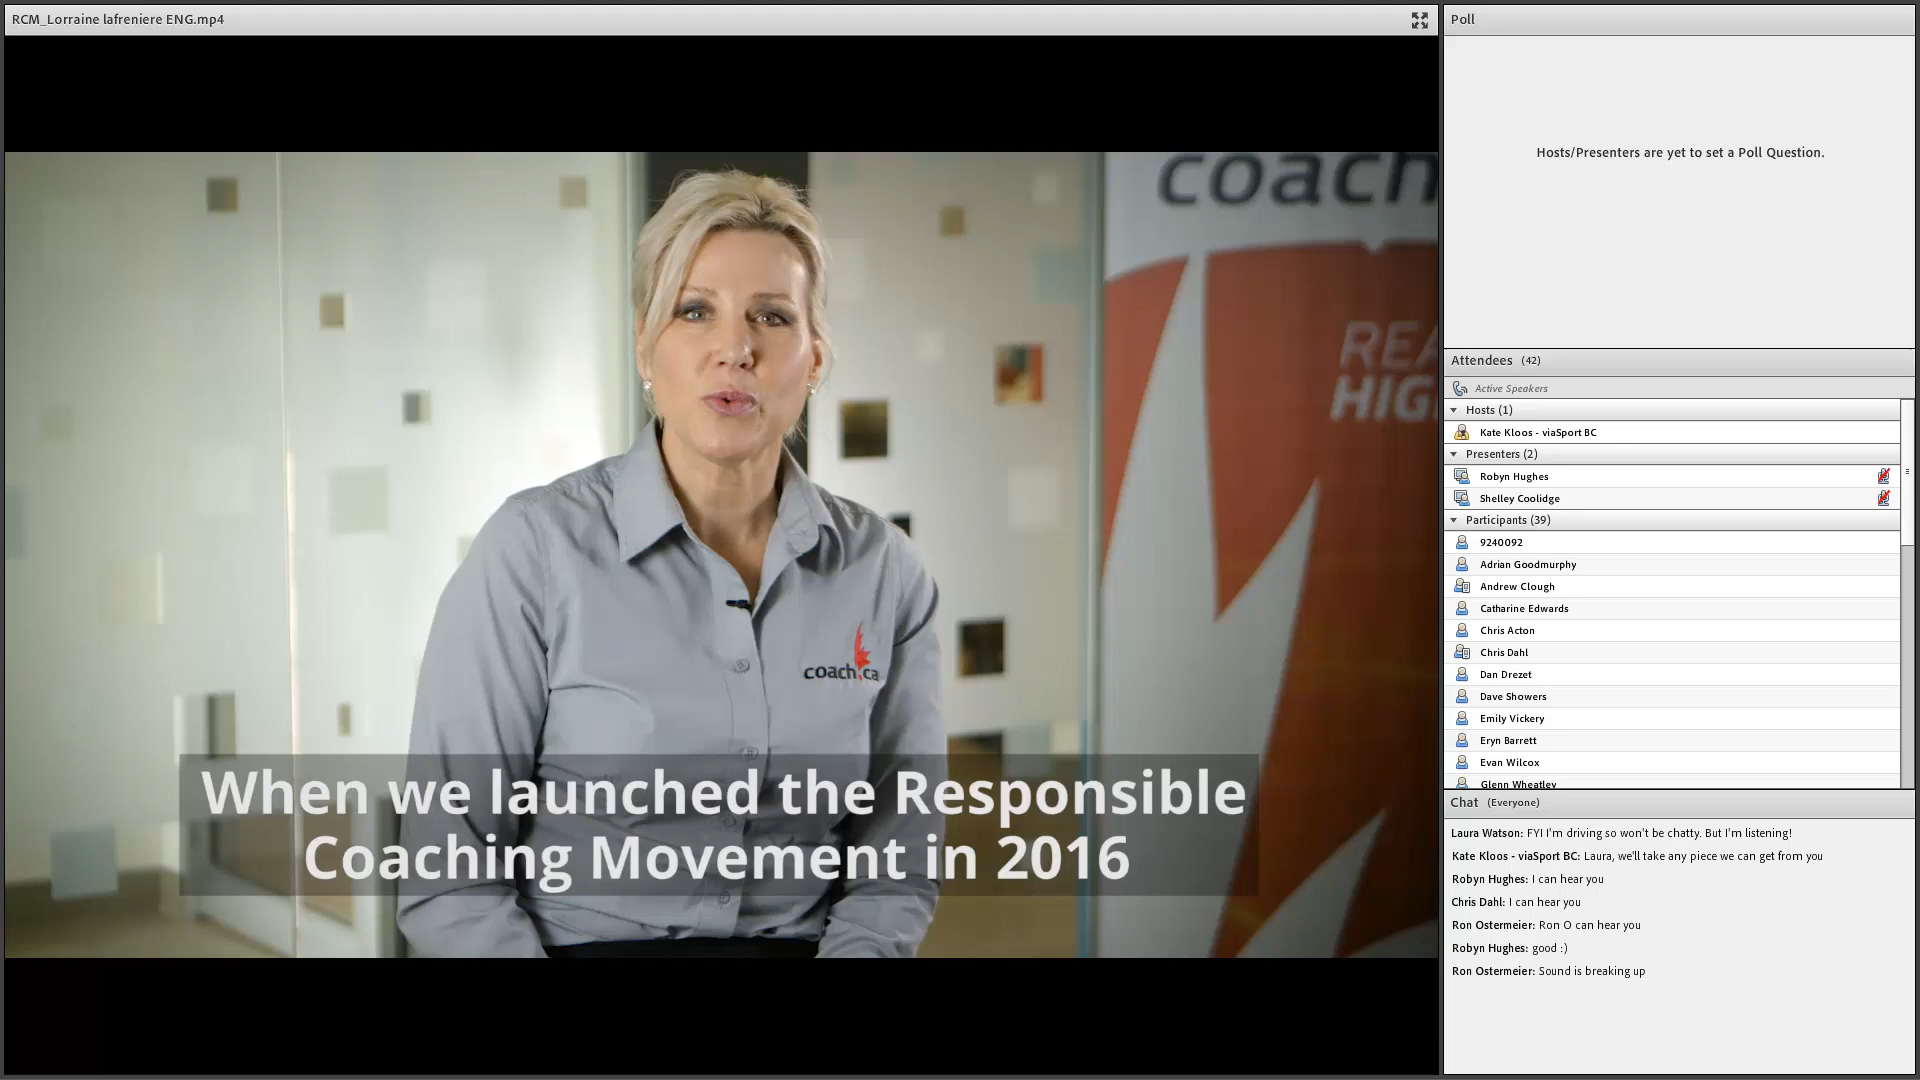 RCM_Lorraine lafreniere ENG.mp4
coach
REA
HIG
coach.ca
When we launched the Responsible
Coaching Movement in 2016
Poll
Hosts/Presenters are yet to set a Poll Question.
Attendees (42)
Active Speakers
Hosts (1)
Kate Kloos - viaSport BC
Presenters (2)
Robyn Hughes
Shelley Coolidge
Participants (39)
9240092
Adrian Goodmurphy
Andrew Clough
Catharine Edwards
Chris Acton
Chris Dahl
Dan Drezet
Dave Showers
Emily Vickery
Eryn Barrett
Evan Wilcox
Glenn Wheatley
Chat (Everyone)
Laura Watson: FYI I'm driving so won't be chatty. But I'm listening!
Kate Kloos - viaSport BC: Laura, we'll take any piece we can get from you
Robyn Hughes: I can hear you
Chris Dahl: I can hear you
Ron Ostermeier: Ron O can hear you
Robyn Hughes: good :)
Ron Ostermeier: Sound is breaking up